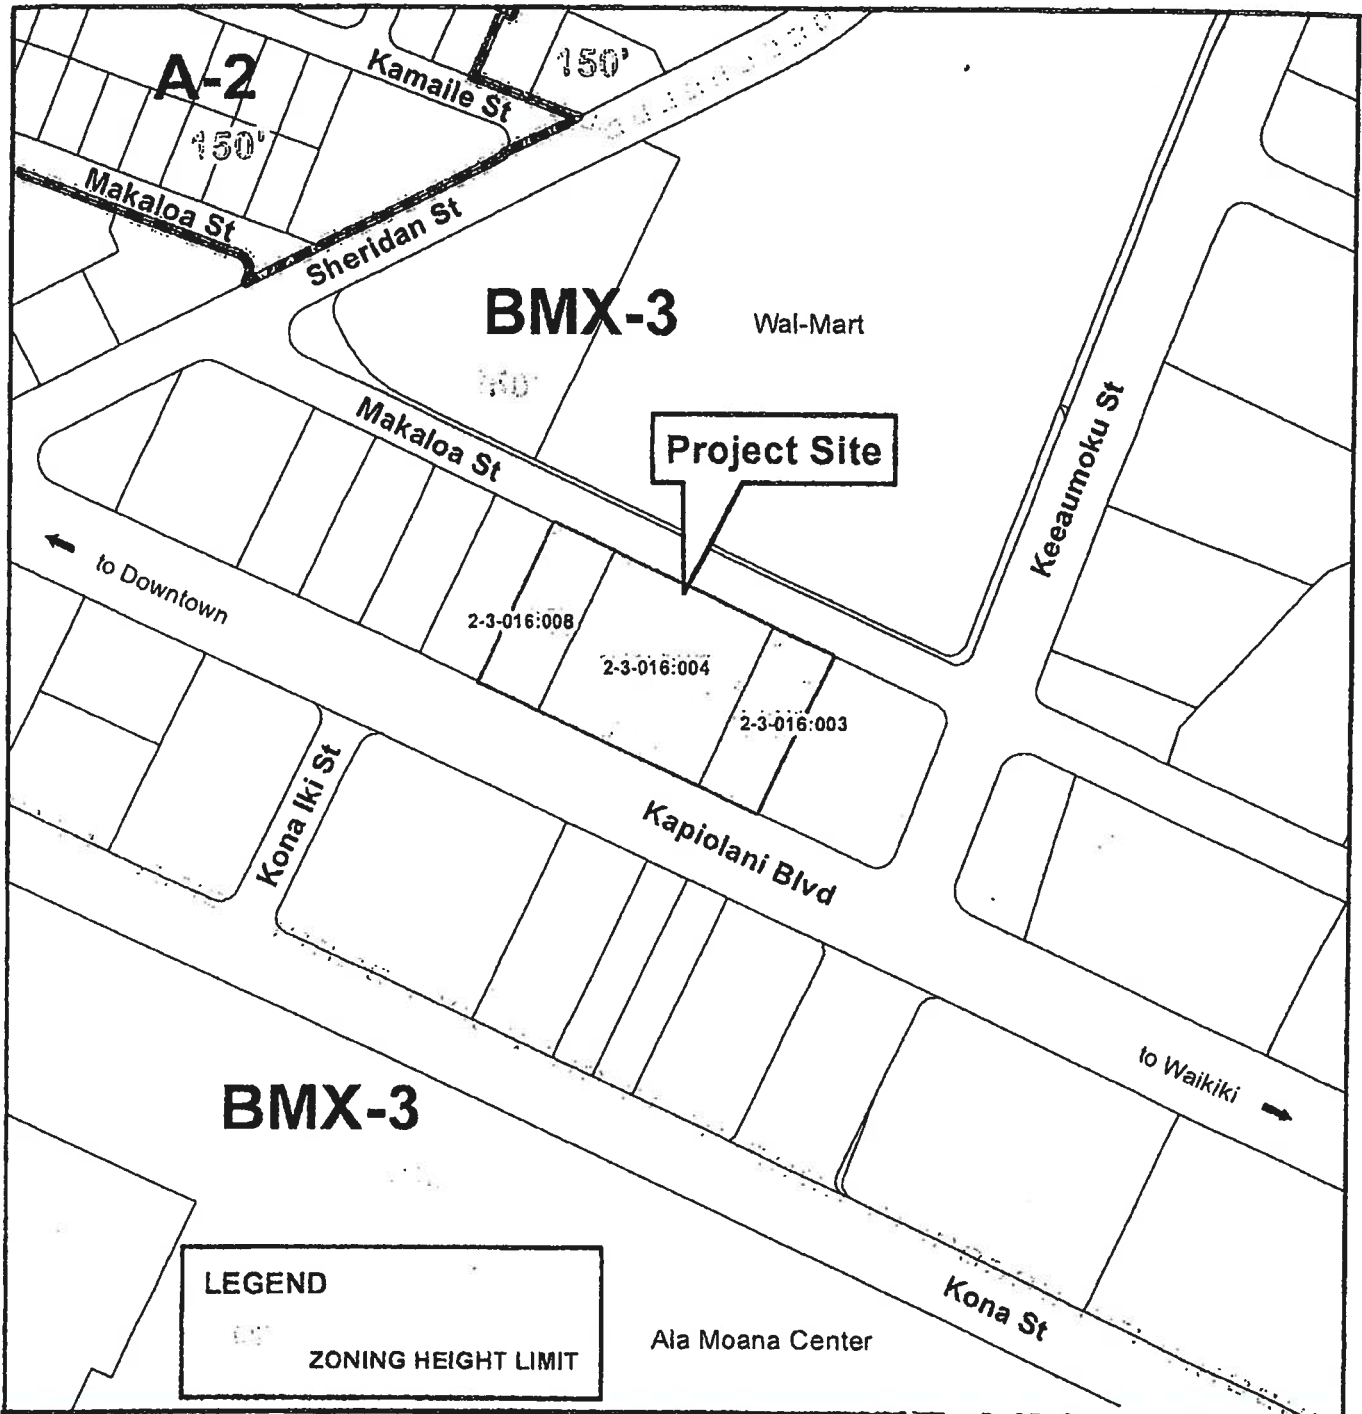 150'
A-2
Kamaile St
150'
Makaloa St
Sheridan St
BMX-3
Wal-Mart
Makaloa St
Project Site
Keeaumoku St
to Downtown
2-3-016:008
2-3-016:004
2-3-016:003
Kona Iki St
Kapiolani Blvd
to Waikiki
BMX-3
LEGEND
ZONING HEIGHT LIMIT
Kona St
Ala Moana Center